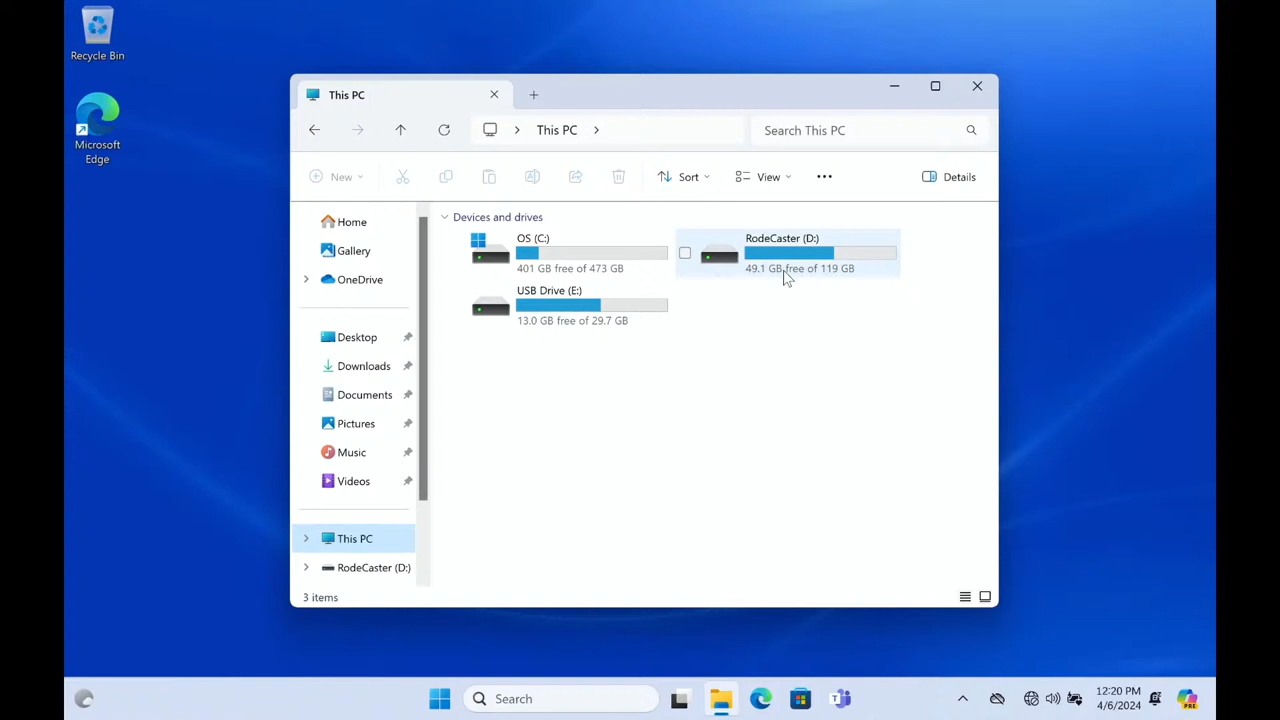 Recycle Bin
Microsoft
Edge
This PC
This PC
Search This PC
New
Sort
View
Details
Home
Gallery
OneDrive
Desktop
Downloads
Documents
Pictures
Music
Videos
This PC
RodeCaster (D:)
Devices and drives
OS (C:)
401 GB free of 473 GB
RodeCaster (D:)
49.1 GB free of 119 GB
USB Drive (E:)
13.0 GB free of 29.7 GB
3 items
Search
12:20 PM
4/6/2024
PRE